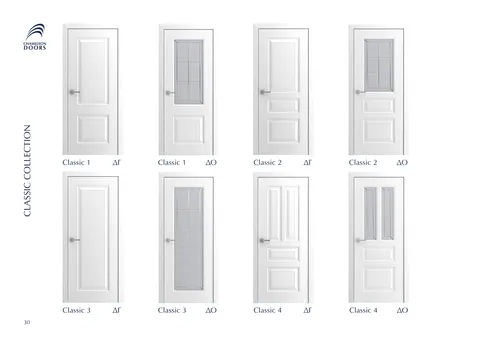 CHAMELEON
DOORS
CLASSIC COLLECTION
Classic 1 ДГ
Classic 1 ДО
Classic 2 ДГ
Classic 2 ДО
Classic 3 ДГ
Classic 3 ДО
Classic 4 ДГ
Classic 4 ДО
30